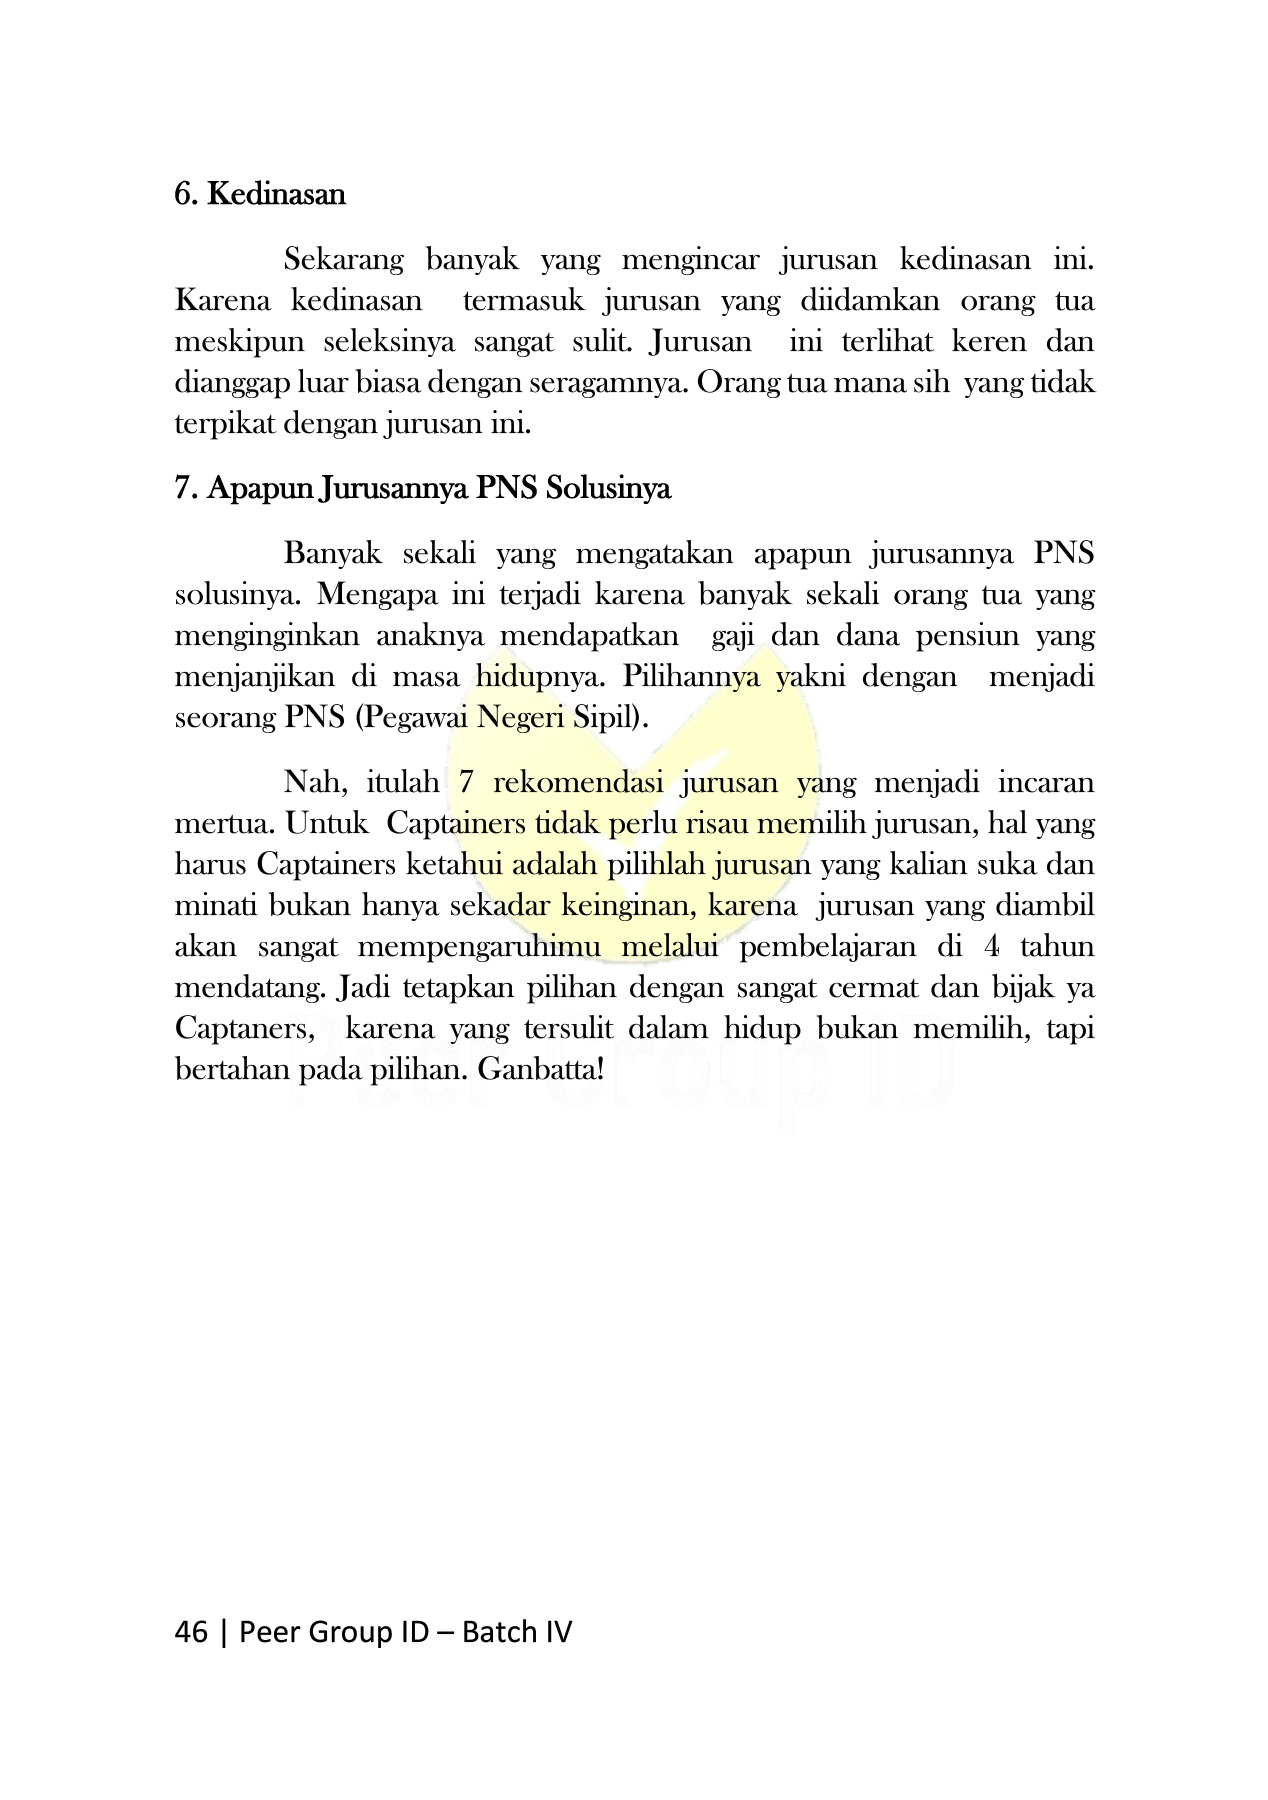 6. Kedinasan
Sekarang banyak yang mengincar jurusan kedinasan ini.
Karena kedinasan termasuk jurusan yang diidamkan orang tua
meskipun seleksinya sangat sulit. Jurusan ini terlihat keren dan
dianggap luar biasa dengan seragamnya. Orang tua mana sih yang tidak
terpikat dengan jurusan ini.
7. Apapun Jurusannya PNS Solusinya
Banyak sekali yang mengatakan apapun jurusannya PNS
solusinya. Mengapa ini terjadi karena banyak sekali orang tua yang
menginginkan anaknya mendapatkan gaji dan dana pensiun yang
menjanjikan di masa hidupnya. Pilihannya yakni dengan menjadi
seorang PNS (Pegawai Negeri Sipil).
Nah, itulah 7 rekomendasi jurusan yang menjadi incaran
mertua. Untuk Captainers tidak perlu risau memilih jurusan, hal yang
harus Captainers ketahui adalah pilihlah jurusan yang kalian suka dan
minati bukan hanya sekadar keinginan, karena jurusan yang diambil
akan sangat mempengaruhimu melalui pembelajaran di 4 tahun
mendatang. Jadi tetapkan pilihan dengan sangat cermat dan bijak ya
Captaners, karena yang tersulit dalam hidup bukan memilih, tapi
bertahan pada pilihan. Ganbatta!
Peer Group ID
46 | Peer Group ID – Batch IV